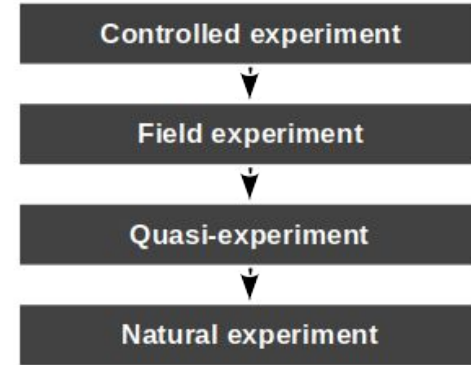 Controlled experiment
Field experiment
Quasi-experiment
Natural experiment